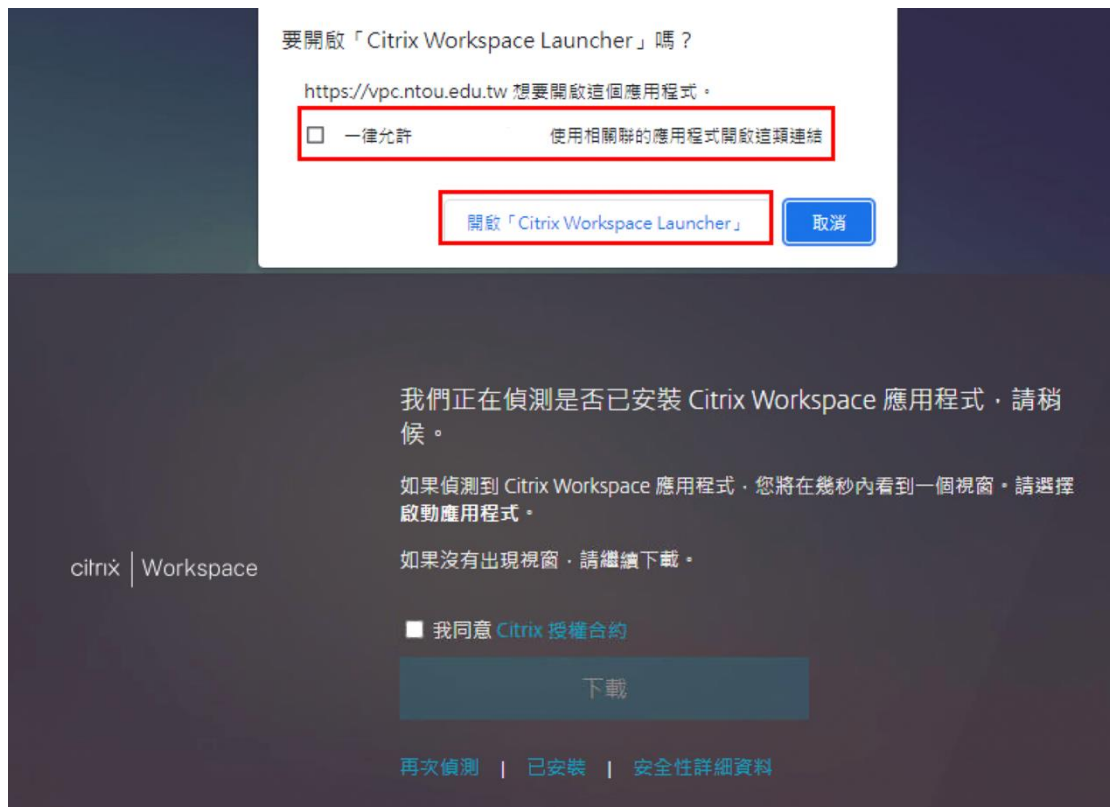 要開啟「Citrix Workspace Launcher」嗎？
https://vpc.ntou.edu.tw 想要開啟這個應用程式。
一律允許 使用相關聯的應用程式開啟這類連結
開啟「Citrix Workspace Launcher」 取消
我們正在偵測是否已安裝 Citrix Workspace 應用程式，請稍
候。
如果偵測到 Citrix Workspace 應用程式，您將在幾秒內看到一個視窗。請選擇
啟動應用程式。
如果沒有出現視窗，請繼續下載。
citrix | Workspace
我同意 Citrix 授權合約
下載
再次偵測 | 已安裝 | 安全性詳細資料